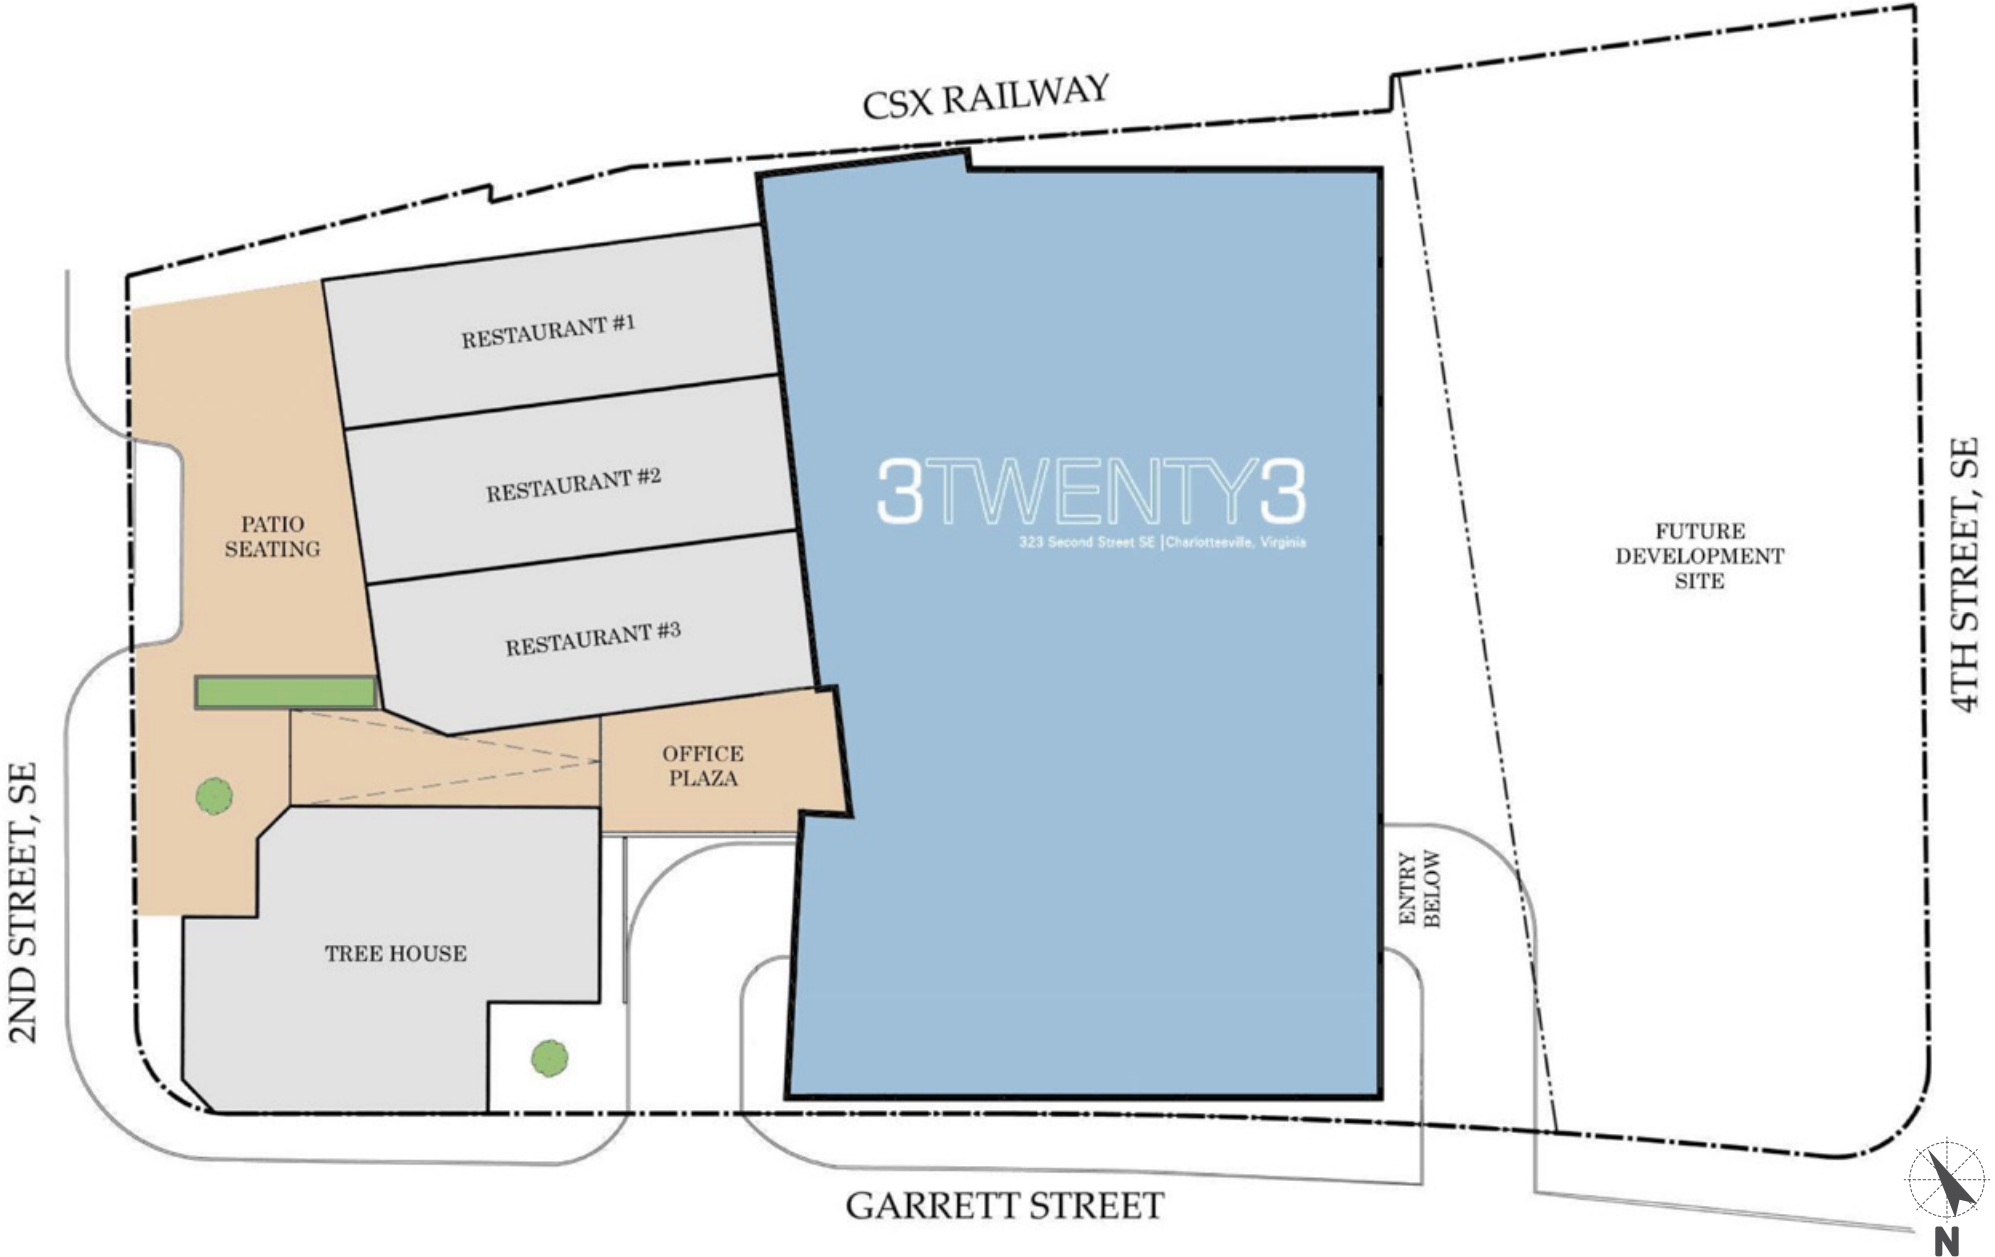 CSX RAILWAY
RESTAURANT #1
RESTAURANT #2
3TWENTY3
323 Second Street SE | Charlottesville, Virginia
PATIO
SEATING
FUTURE
DEVELOPMENT
SITE
4TH STREET, SE
RESTAURANT #3
OFFICE
PLAZA
2ND STREET, SE
ENTRY
BELOW
TREE HOUSE
GARRETT STREET
N